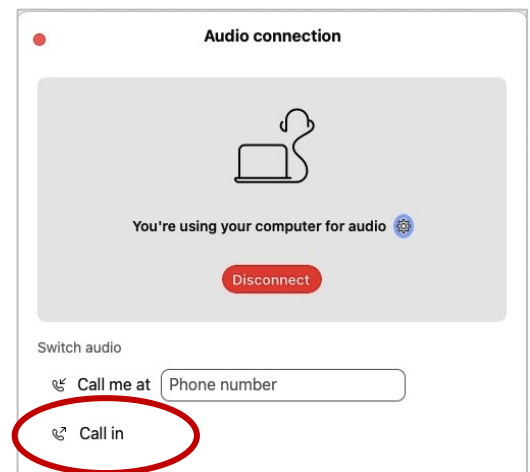 Audio connection
You're using your computer for audio
Disconnect
Switch audio
Call me at Phone number
Call in